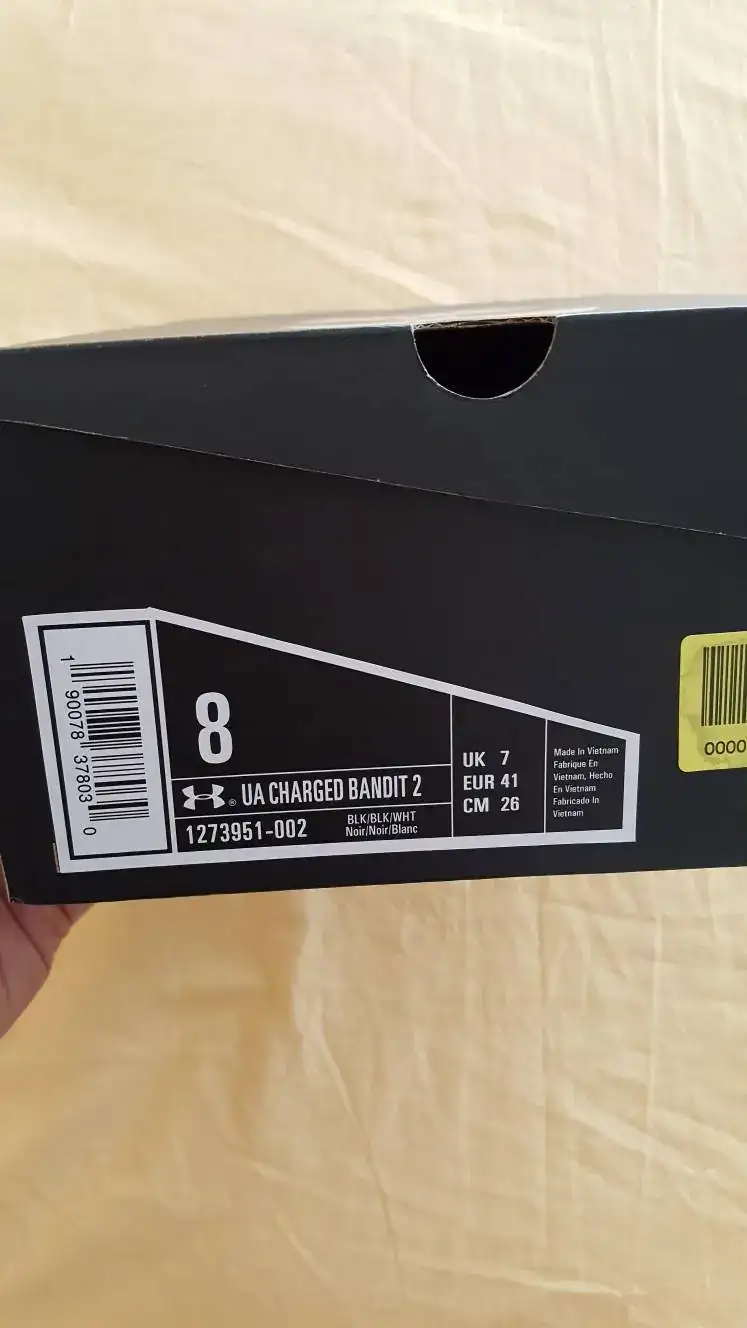 1 90078 37803 0
8
® UA CHARGED BANDIT 2
1273951-002
BLK/BLK/WHT
Noir/Noir/Blanc
UK 7
EUR 41
CM 26
Made In Vietnam
Fabrique En
Vietnam, Hecho
En Vietnam
Fabricado In
Vietnam
0000